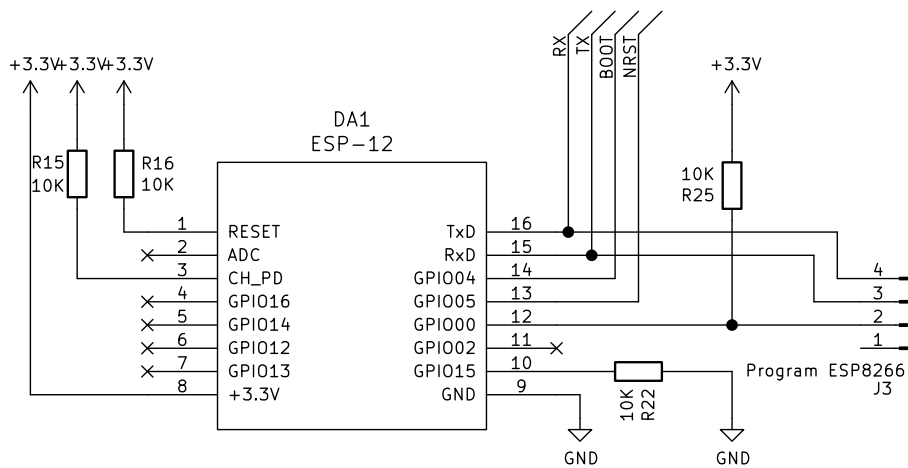 RX
TX
BOOT
NRST
+3.3V
+3.3V
+3.3V
+3.3V
DA1
ESP-12
R15
10K
R16
10K
10K
R25
1
RESET
TxD
16
2
ADC
RxD
15
3
CH_PD
GPIO04
14
4
GPIO16
GPIO05
13
5
GPIO14
GPIO00
12
6
GPIO12
GPIO02
11
7
GPIO13
GPIO15
10
8
+3.3V
GND
9
4
3
2
1
Program ESP8266
J3
10K
R22
GND
GND